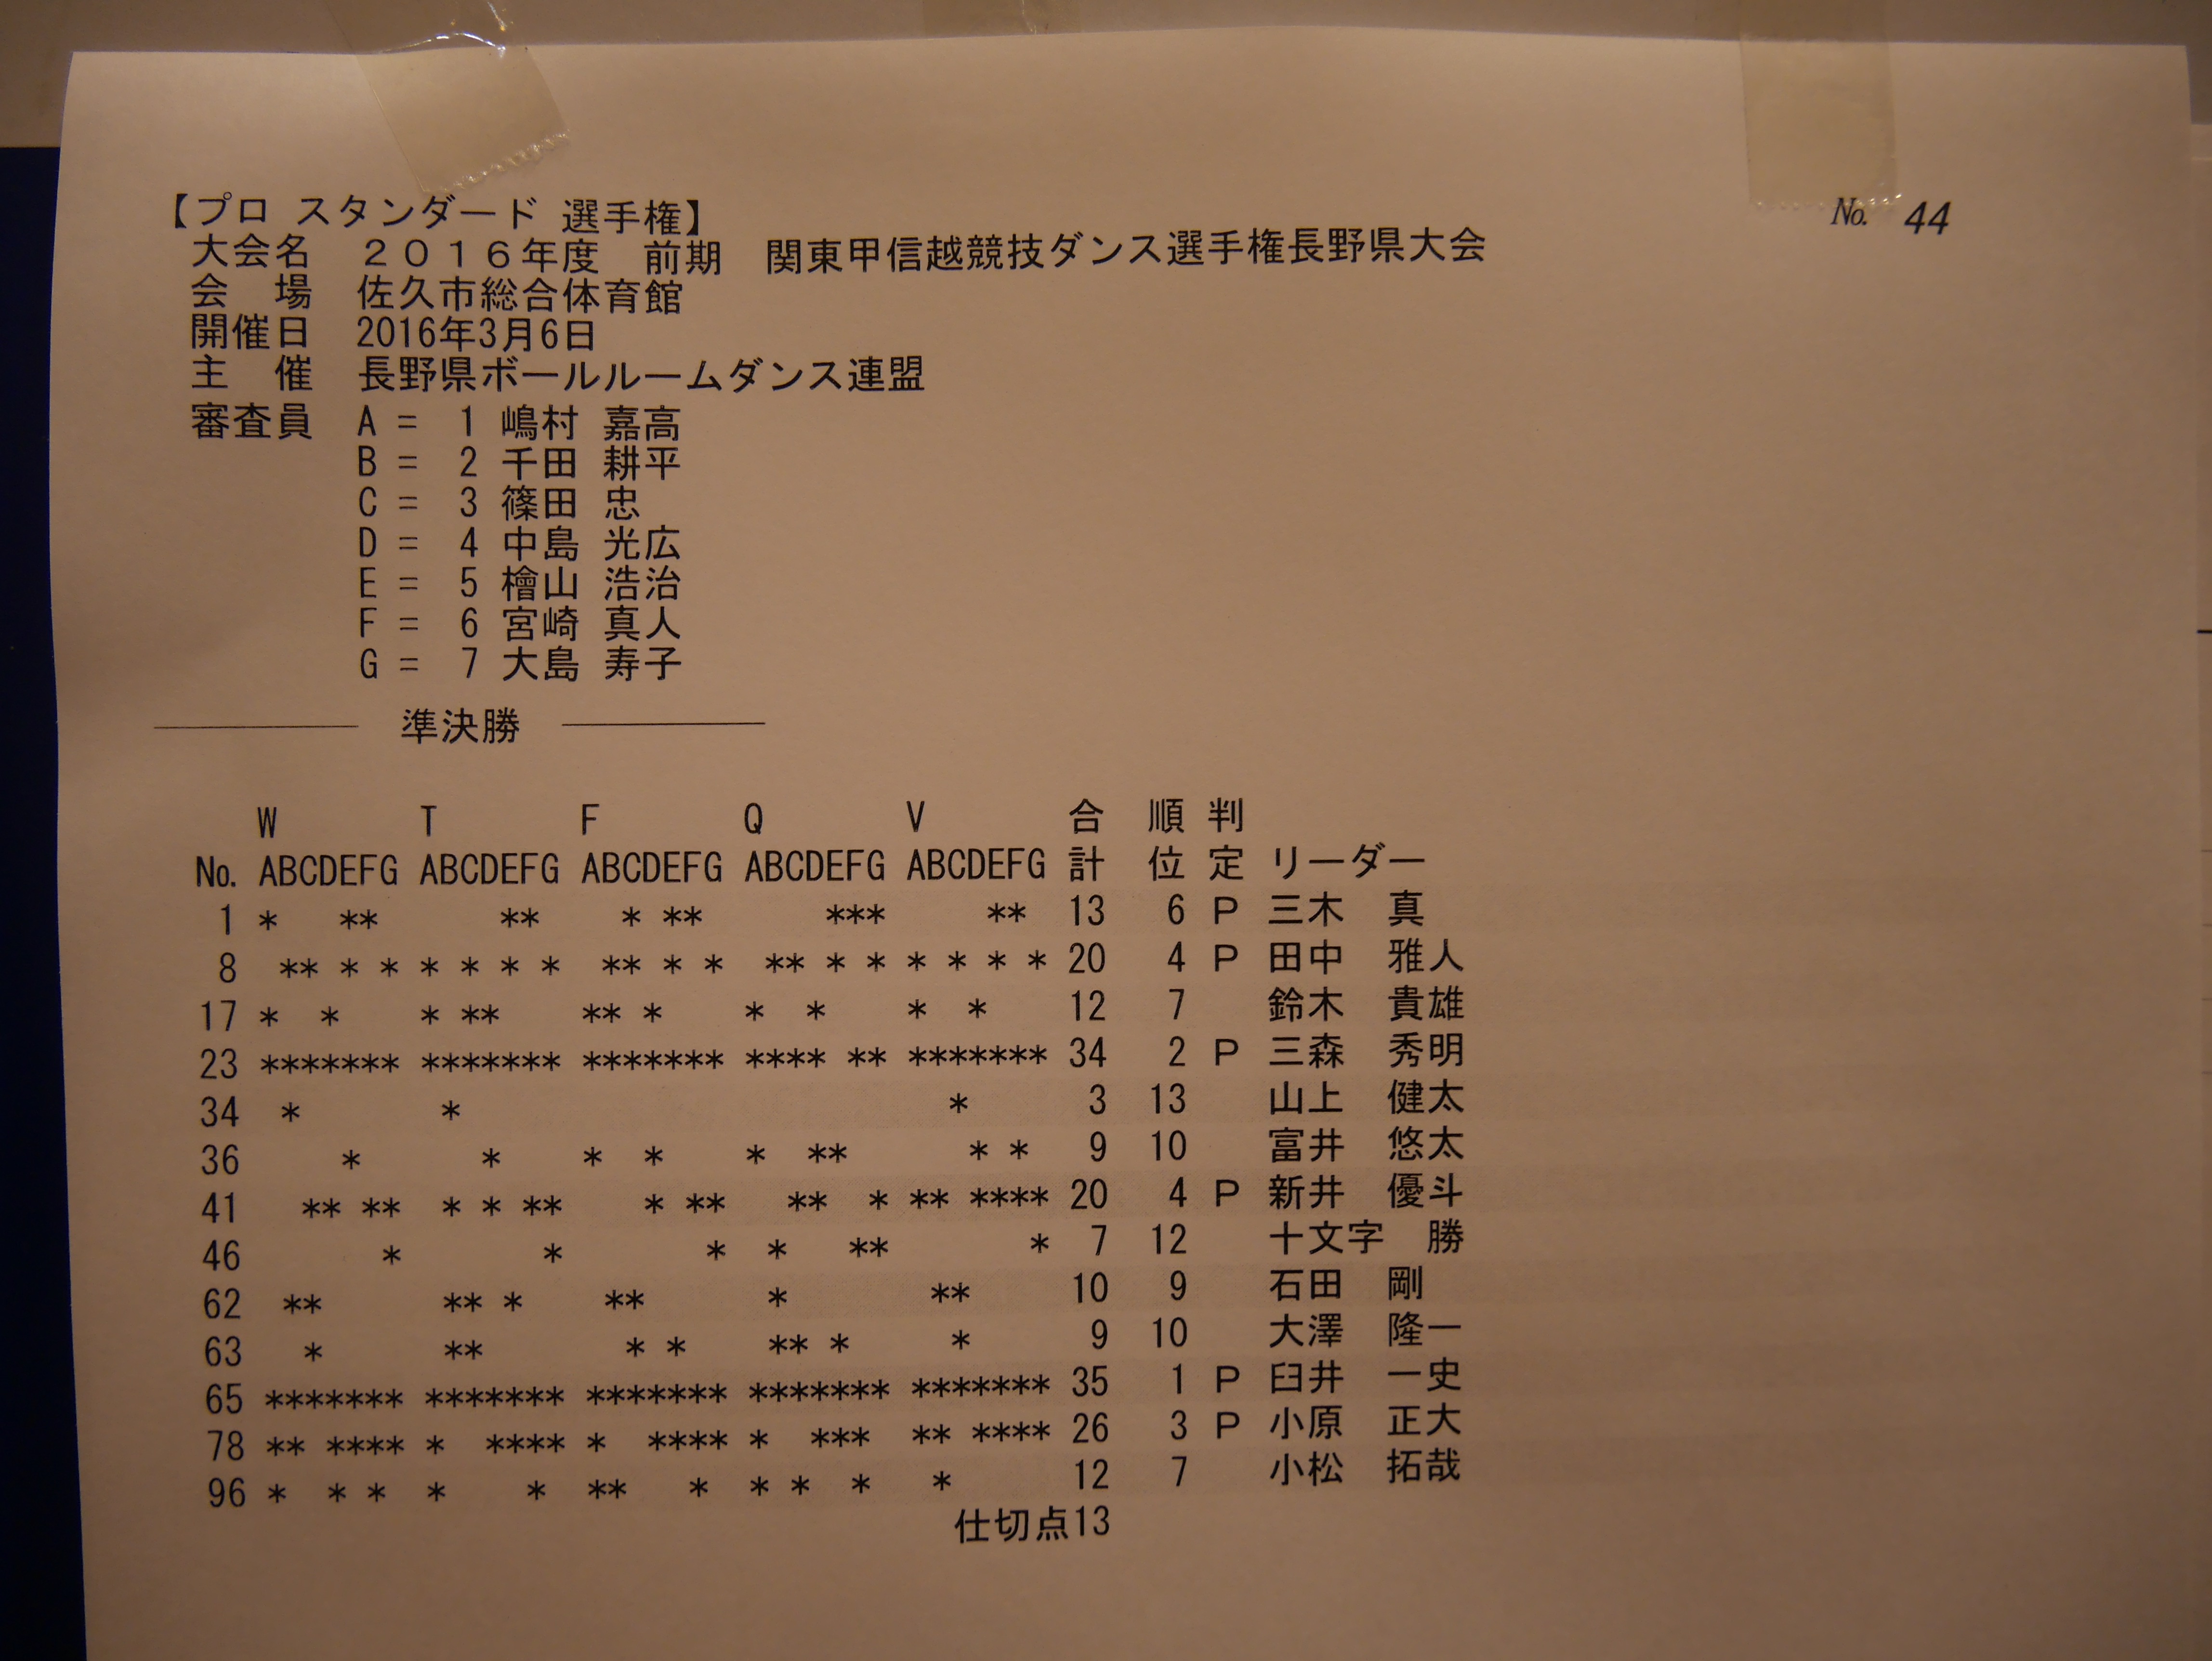 【プロ スタンダード 選手権】 No. 44
大会名 2016年度 前期 関東甲信越競技ダンス選手権長野県大会
会 場 佐久市総合体育館
開催日 2016年3月6日
主 催 長野県ボールルームダンス連盟
審査員 A = 1 嶋村 嘉高
B = 2 千田 耕平
C = 3 篠田 忠
D = 4 中島 光広
E = 5 檜山 浩治
F = 6 宮崎 真人
G = 7 大島 寿子
準決勝
W T F Q V 合 順 判
No. ABCDEFG ABCDEFG ABCDEFG ABCDEFG ABCDEFG 計 位 定 リーダー
1 *   **      **    * **      ***     **  13 6 P 三木 真
8  ** * * * * * *  ** * *  ** * * * * * * 20 4 P 田中 雅人
17 *  *    * **    ** *    *  *    *  *    12 7 鈴木 貴雄
23 ******* ******* ******* **** ** ******* 34 2 P 三森 秀明
34  *       *                         *     3 13 山上 健太
36     *      *    *  *    *  **      * *  9 10 富井 悠太
41   ** **  * * **    * **   **  * ** **** 20 4 P 新井 優斗
46       *       *       *  *   **       * 7 12 十文字 勝
62  **      ** *    **      *       **     10 9 石田 剛
63   *      **       * *    ** *     *     9 10 大澤 隆一
65 ******* ******* ******* ******* ******* 35 1 P 臼井 一史
78 ** **** *  **** *  **** *  ***  ** **** 26 3 P 小原 正大
96 *  * *  *    *  **   *  * *  *   *      12 7 小松 拓哉
仕切点13